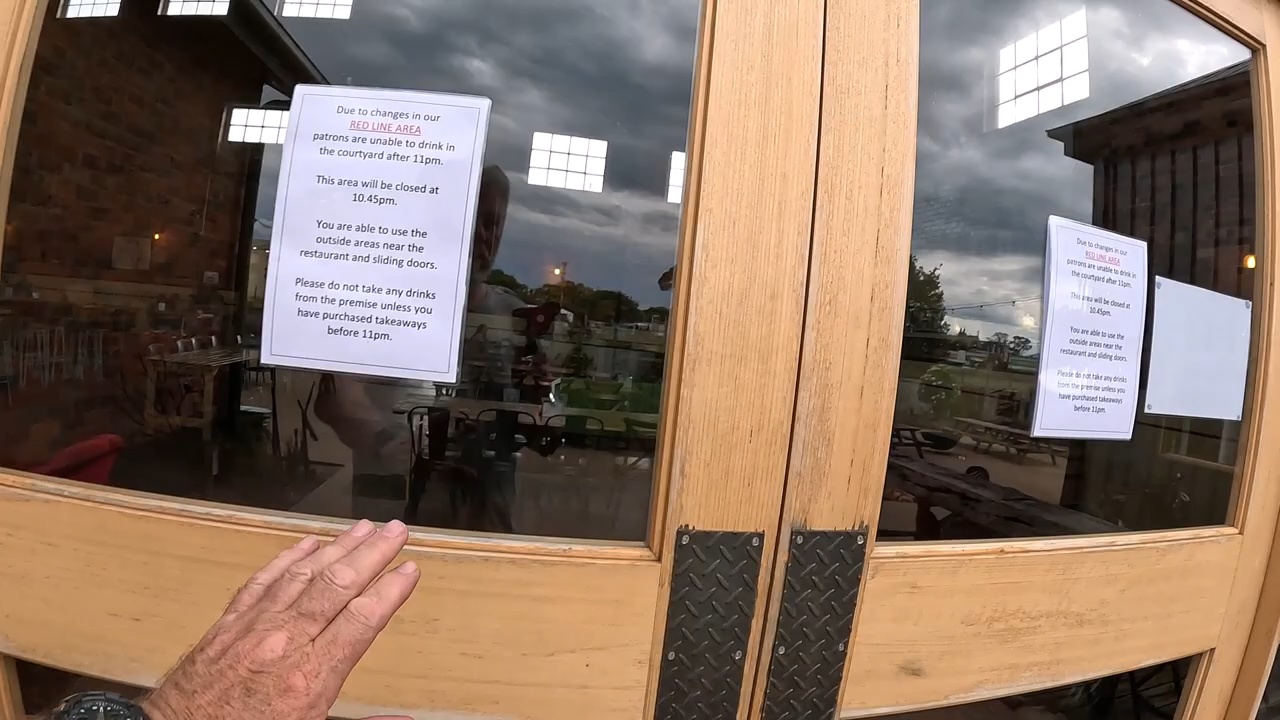 Due to changes in our
RED LINE AREA
patrons are unable to drink in
the courtyard after 11pm.
This area will be closed at
10.45pm.
You are able to use the
outside areas near the
restaurant and sliding doors.
Please do not take any drinks
from the premise unless you
have purchased takeaways
before 11pm.
Due to changes in our
RED LINE AREA
patrons are unable to drink in
the courtyard after 11pm.
This area will be closed at
10.45pm.
You are able to use the
outside areas near the
restaurant and sliding doors.
Please do not take any drinks
from the premise unless you
have purchased takeaways
before 11pm.